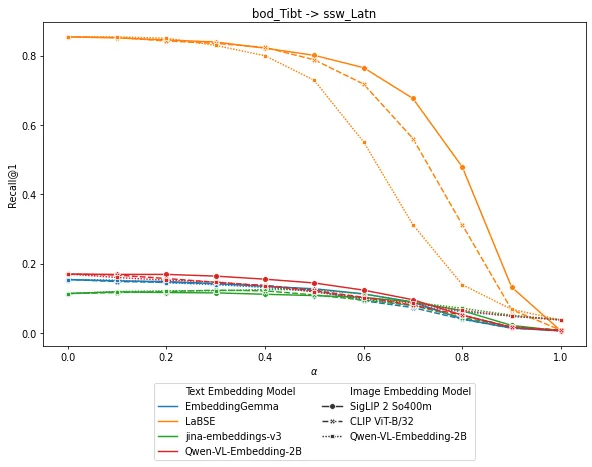 bod_Tibt -> ssw_Latn
Recall@1
0.8
0.6
0.4
0.2
0.0
0.0 0.2 0.4 0.6 0.8 1.0
α
Text Embedding Model Image Embedding Model
EmbeddingGemma SigLIP 2 So400m
LaBSE CLIP ViT-B/32
jina-embeddings-v3 Qwen-VL-Embedding-2B
Qwen-VL-Embedding-2B